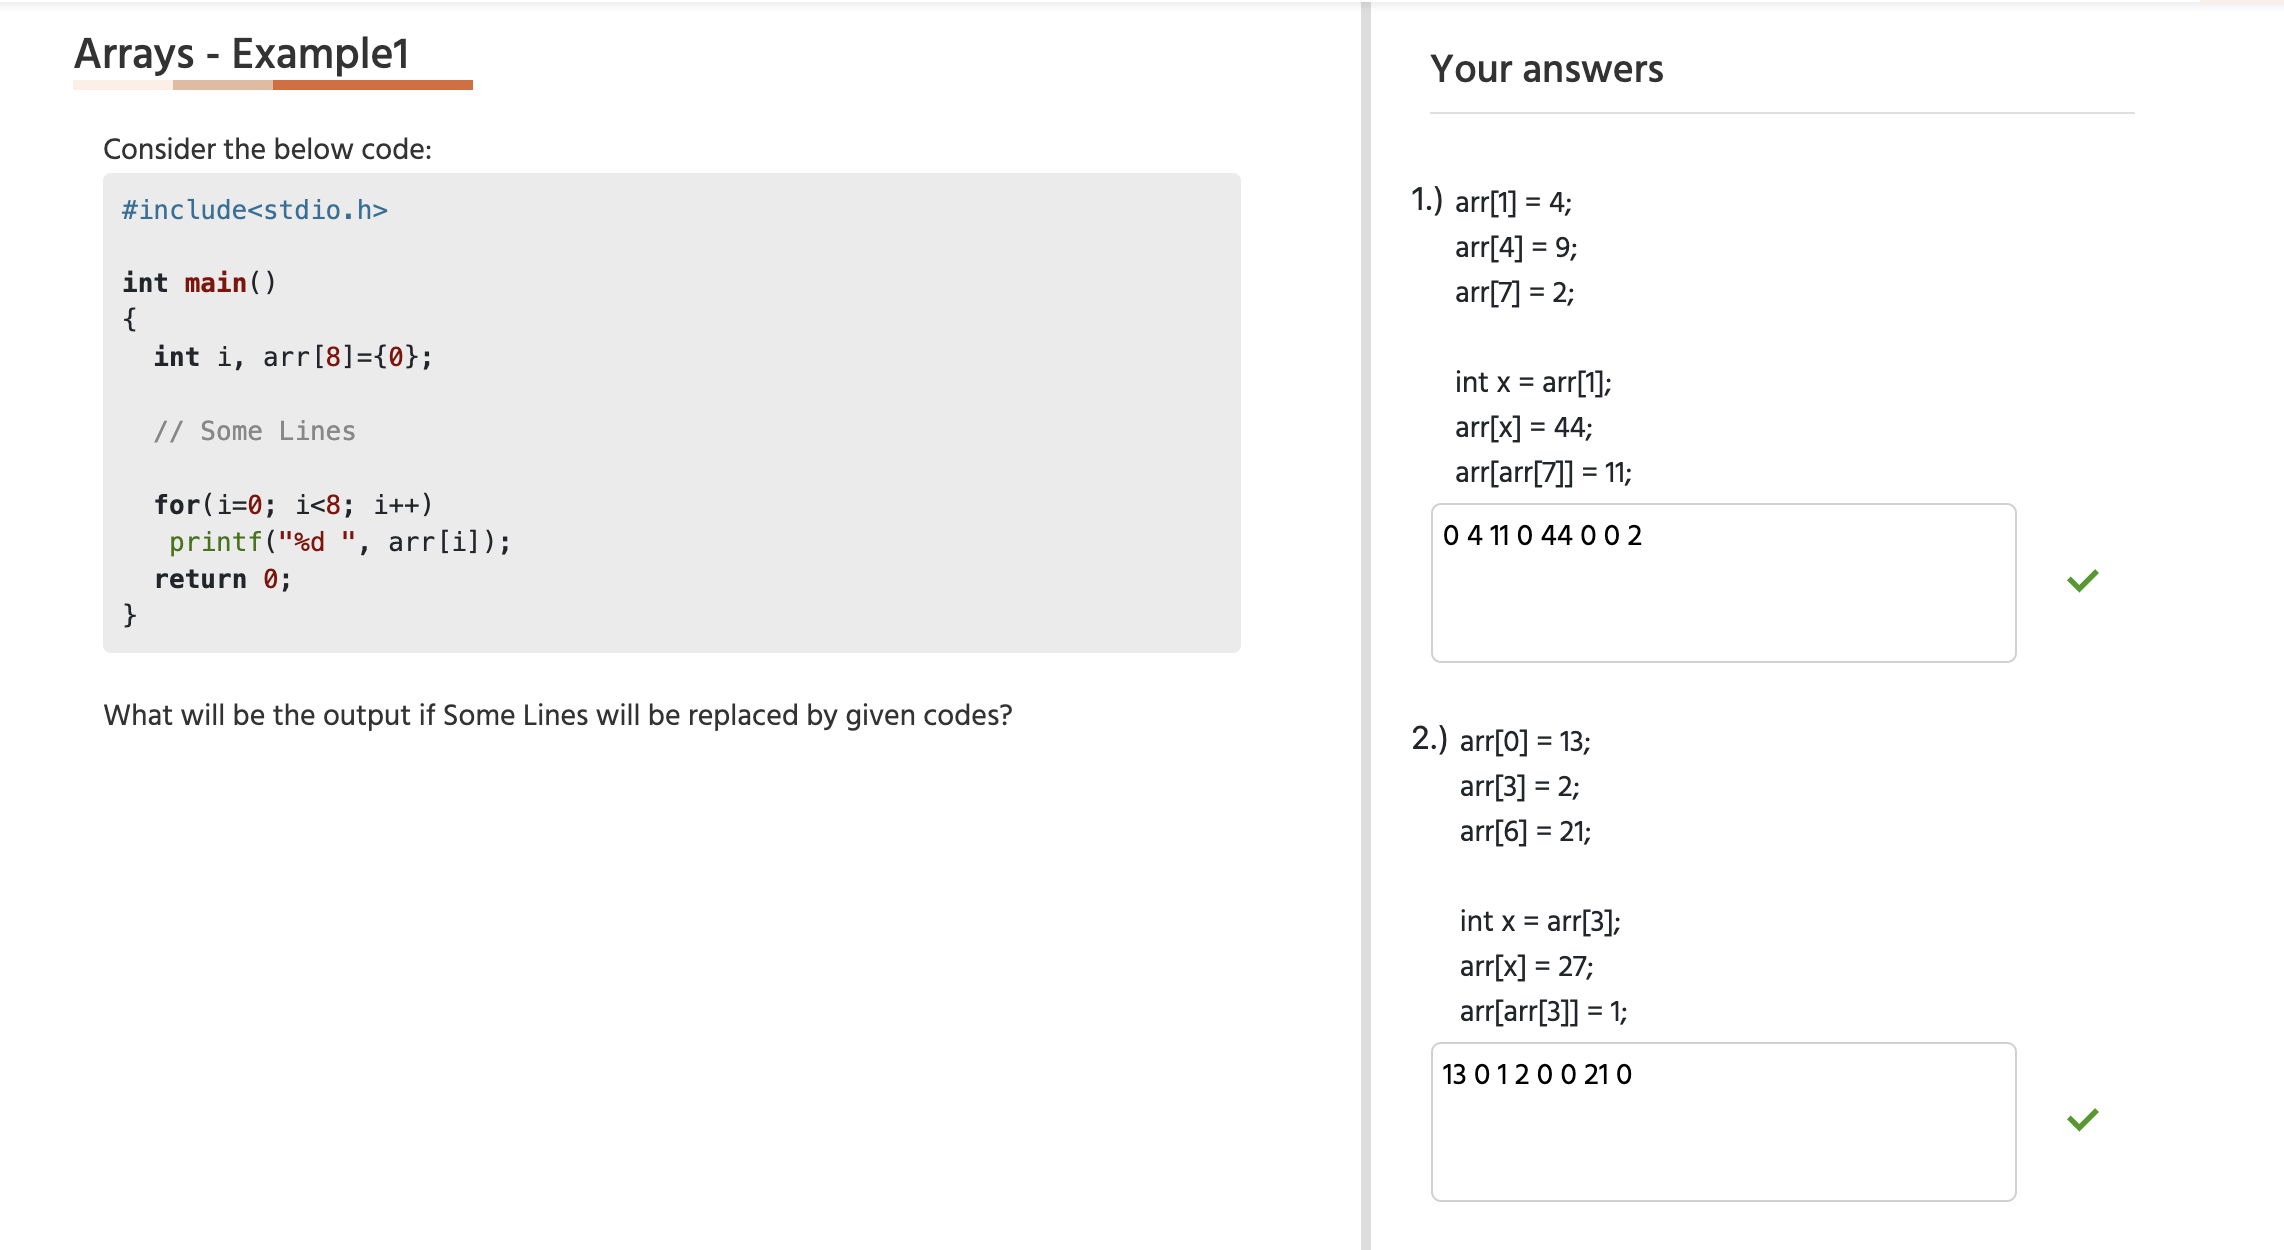 Arrays - Example1
Consider the below code:
#include<stdio.h>
int main()
{
  int i, arr[8]={0};
  // Some Lines
  for(i=0; i<8; i++)
   printf("%d ", arr[i]);
  return 0;
}
What will be the output if Some Lines will be replaced by given codes?
Your answers
1.) arr[1] = 4;
arr[4] = 9;
arr[7] = 2;
int x = arr[1];
arr[x] = 44;
arr[arr[7]] = 11;
0 4 11 0 44 0 0 2
2.) arr[0] = 13;
arr[3] = 2;
arr[6] = 21;
int x = arr[3];
arr[x] = 27;
arr[arr[3]] = 1;
13 0 1 2 0 0 21 0